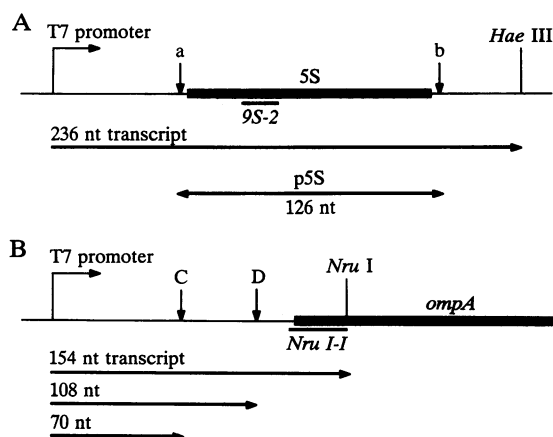 A
T7 promoter
a
5S
b
Hae III
9S-2
236 nt transcript
p5S
126 nt
B
T7 promoter
C
D
Nru I
ompA
Nru I-I
154 nt transcript
108 nt
70 nt